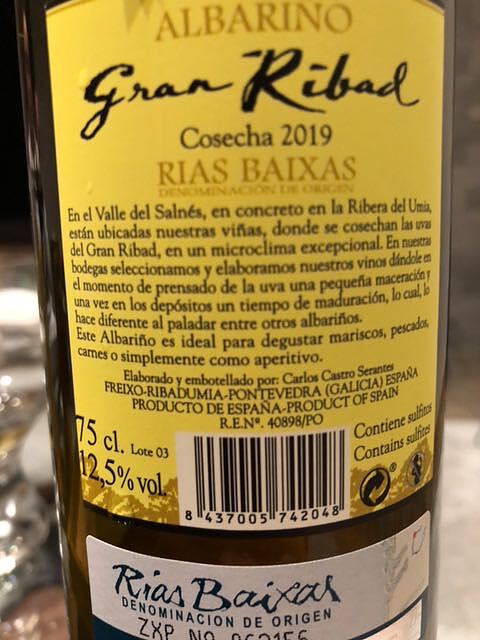 ALBARIÑO
Gran Ribad
Cosecha 2019
RIAS BAIXAS
DENOMINACIÓN DE ORIGEN
En el Valle del Salnés, en concreto en la Ribera del Umia,
están ubicadas nuestras viñas, donde se cosechan las uvas
del Gran Ribad, en un microclima excepcional. En nuestras
bodegas seleccionamos y elaboramos nuestros vinos dándole en
el momento de prensado de la uva una pequeña maceración y
una vez en los depósitos un tiempo de maduración, lo cual, lo
hace diferente al paladar entre otros albariños.
Este Albariño es ideal para degustar mariscos, pescados,
carnes o simplemente como aperitivo.
Elaborado y embotellado por: Carlos Castro Serantes
FREIXO-RIBADUMIA-PONTEVEDRA (GALICIA) ESPAÑA
PRODUCTO DE ESPAÑA-PRODUCT OF SPAIN
R.E.Nº. 40898/PO
75 cl. Lote 03
12,5% vol.
Contiene sulfitos
Contains sulfites
8 437005 742048
Rías Baixas
DENOMINACION DE ORIGEN
ZXP NO